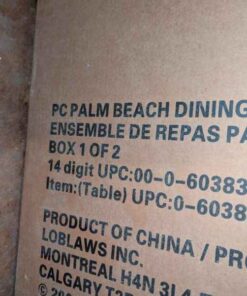 PC PALM BEACH DINING
ENSEMBLE DE REPAS PA
BOX 1 OF 2
14 digit UPC:00-0-60383
Item:(Table) UPC:0-6038
PRODUCT OF CHINA / PRO
LOBLAWS INC.
MONTREAL H4N 3L4
CALGARY